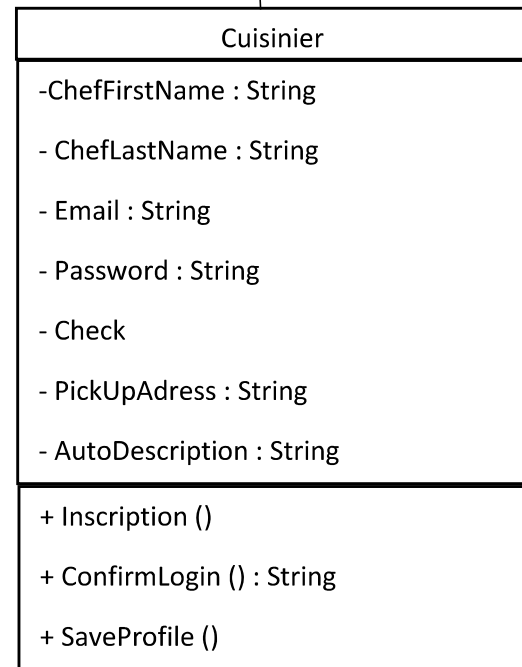 Cuisinier
-ChefFirstName : String
- ChefLastName : String
- Email : String
- Password : String
- Check
- PickUpAdress : String
- AutoDescription : String
+ Inscription ()
+ ConfirmLogin () : String
+ SaveProfile ()